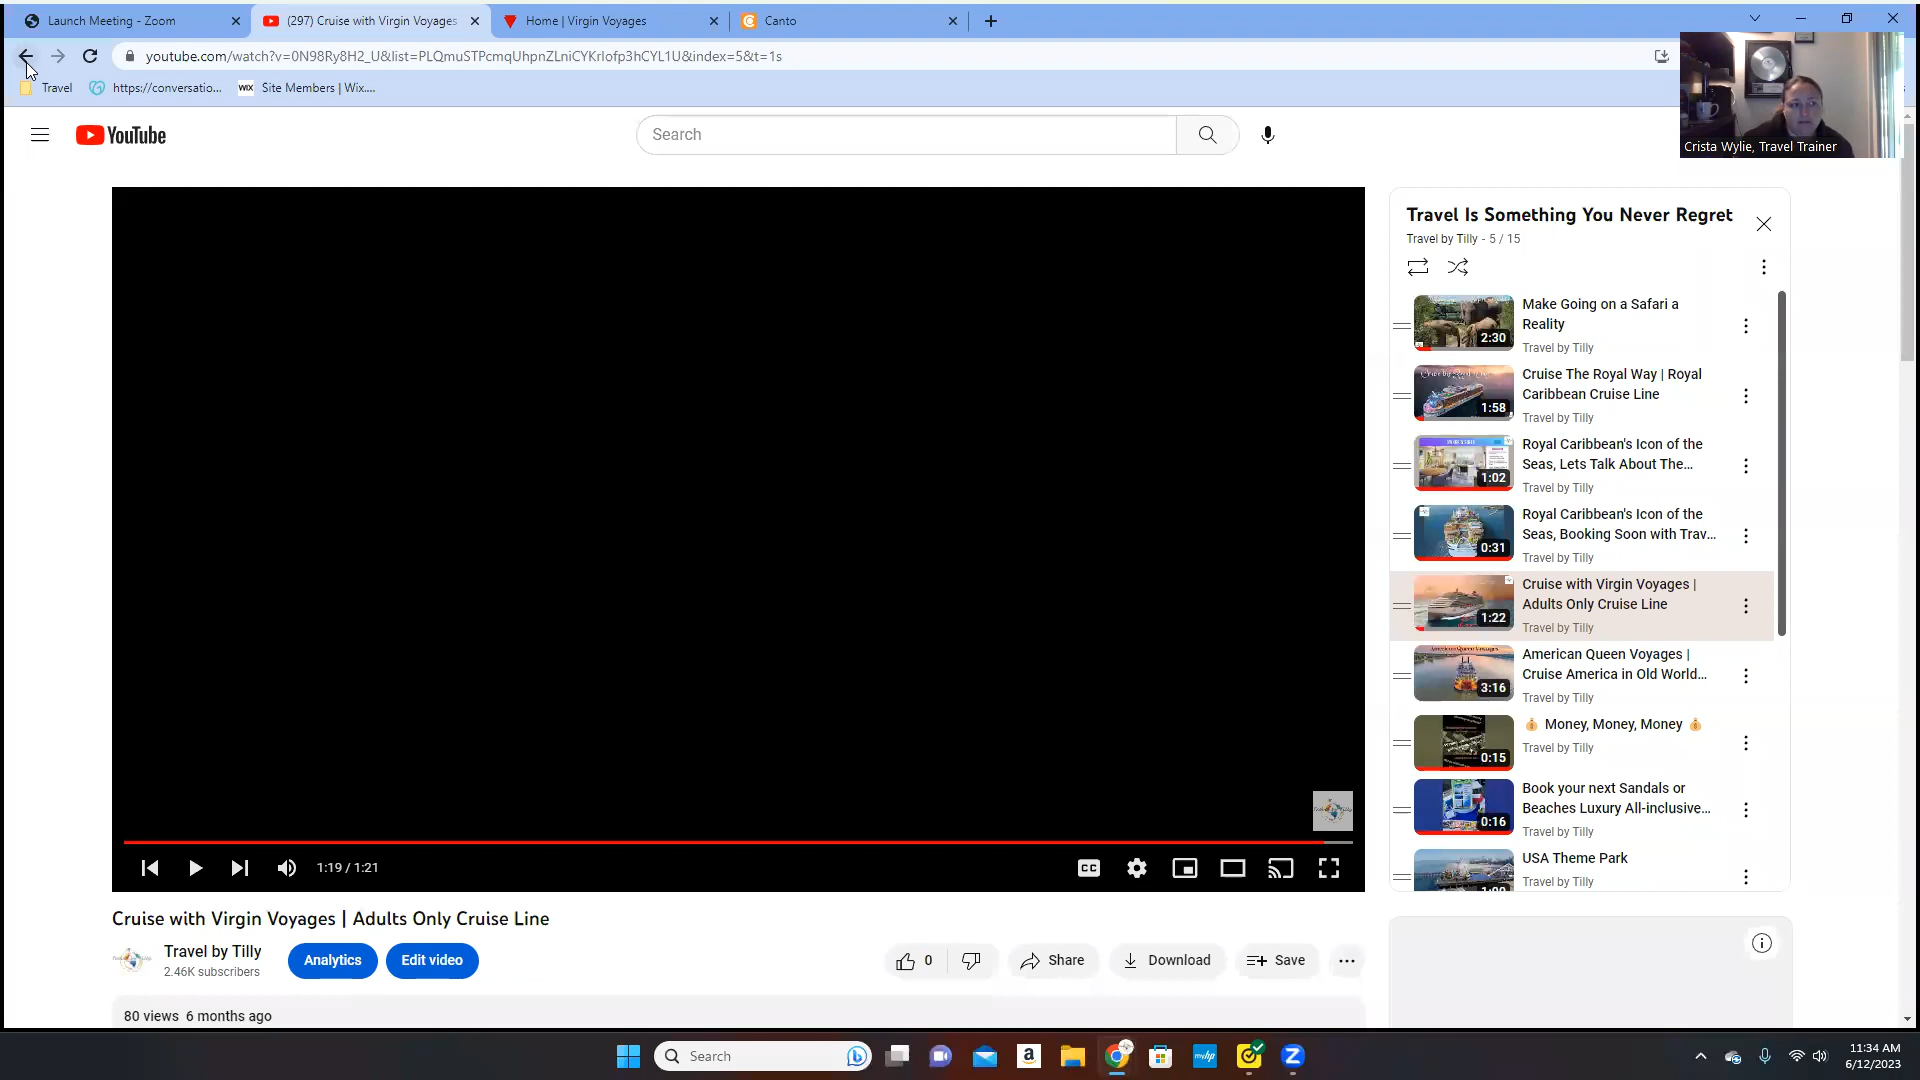 Launch Meeting - Zoom
(297) Cruise with Virgin Voyages
Home | Virgin Voyages
Canto
youtube.com/watch?v=0N98Ry8H2_U&list=PLQmuSTPcmqUhpnZLniCYKrIofp3hCYL1U&index=5&t=1s
Travel
https://conversatio...
WIX
Site Members | Wix....
Crista Wylie, Travel Trainer
YouTube
Search
Travel Is Something You Never Regret
Travel by Tilly - 5 / 15
Make Going on a Safari a
Reality
Travel by Tilly
2:30
Cruise The Royal Way | Royal
Caribbean Cruise Line
Travel by Tilly
1:58
Royal Caribbean's Icon of the
Seas, Lets Talk About The...
Travel by Tilly
1:02
Royal Caribbean's Icon of the
Seas, Booking Soon with Trav...
Travel by Tilly
0:31
Cruise with Virgin Voyages |
Adults Only Cruise Line
Travel by Tilly
1:22
American Queen Voyages |
Cruise America in Old World...
Travel by Tilly
3:16
Money, Money, Money
Travel by Tilly
0:15
Book your next Sandals or
Beaches Luxury All-inclusive...
Travel by Tilly
0:16
USA Theme Park
Travel by Tilly
1:19 / 1:21
CC
Cruise with Virgin Voyages | Adults Only Cruise Line
Travel by Tilly
2.46K subscribers
Analytics
Edit video
0
Share
Download
Save
80 views 6 months ago
Search
11:34 AM
6/12/2023